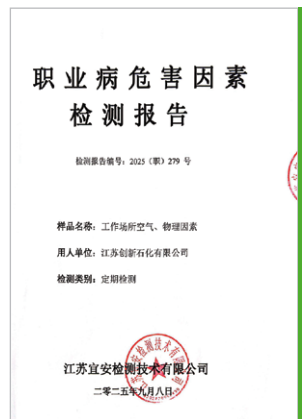 职业病危害因素
检测报告
检测报告编号：2025（职）279 号
样品名称：工作场所空气、物理因素
用人单位：江苏创新石化有限公司
检测类别：定期检测
江苏宜安检测技术有限公司
二零二五年九月八日